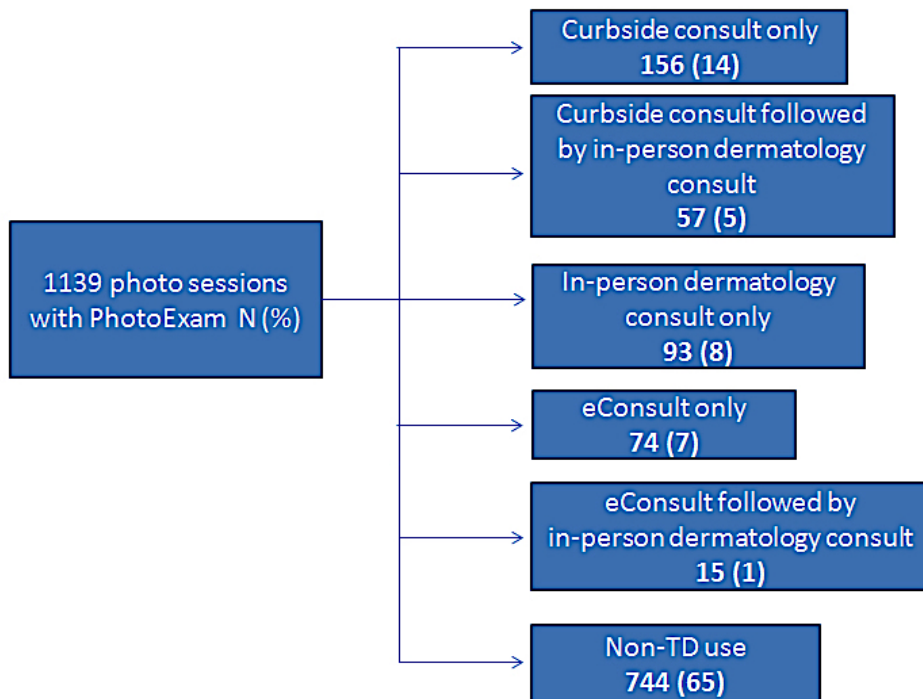 1139 photo sessions
with PhotoExam N (%)
Curbside consult only
156 (14)
Curbside consult followed
by in-person dermatology
consult
57 (5)
In-person dermatology
consult only
93 (8)
eConsult only
74 (7)
eConsult followed by
in-person dermatology consult
15 (1)
Non-TD use
744 (65)